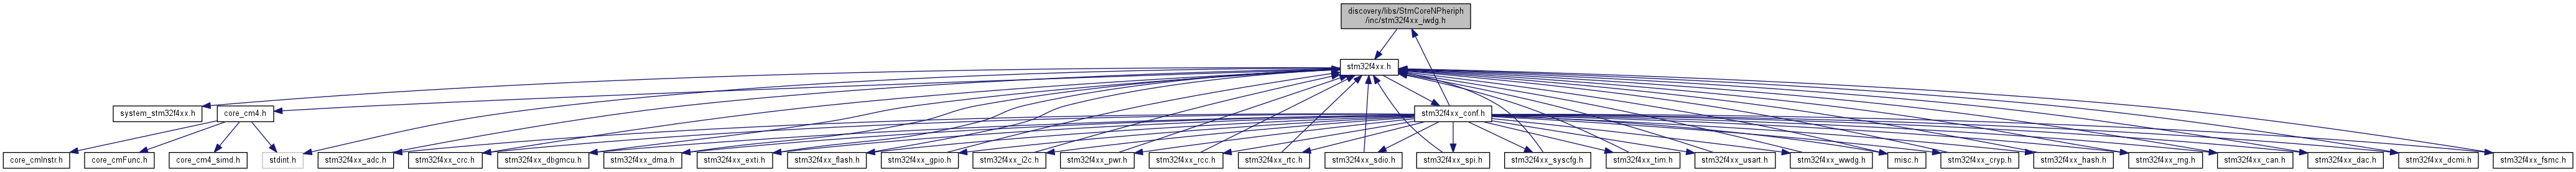 discovery/libs/StmCoreNPheriph
/inc/stm32f4xx_iwdg.h
stm32f4xx.h
system_stm32f4xx.h
core_cm4.h
stm32f4xx_conf.h
core_cmInstr.h
core_cmFunc.h
core_cm4_simd.h
stdint.h
stm32f4xx_adc.h
stm32f4xx_crc.h
stm32f4xx_dbgmcu.h
stm32f4xx_dma.h
stm32f4xx_exti.h
stm32f4xx_flash.h
stm32f4xx_gpio.h
stm32f4xx_i2c.h
stm32f4xx_pwr.h
stm32f4xx_rcc.h
stm32f4xx_rtc.h
stm32f4xx_sdio.h
stm32f4xx_spi.h
stm32f4xx_syscfg.h
stm32f4xx_tim.h
stm32f4xx_usart.h
stm32f4xx_wwdg.h
misc.h
stm32f4xx_cryp.h
stm32f4xx_hash.h
stm32f4xx_rng.h
stm32f4xx_can.h
stm32f4xx_dac.h
stm32f4xx_dcmi.h
stm32f4xx_fsmc.h